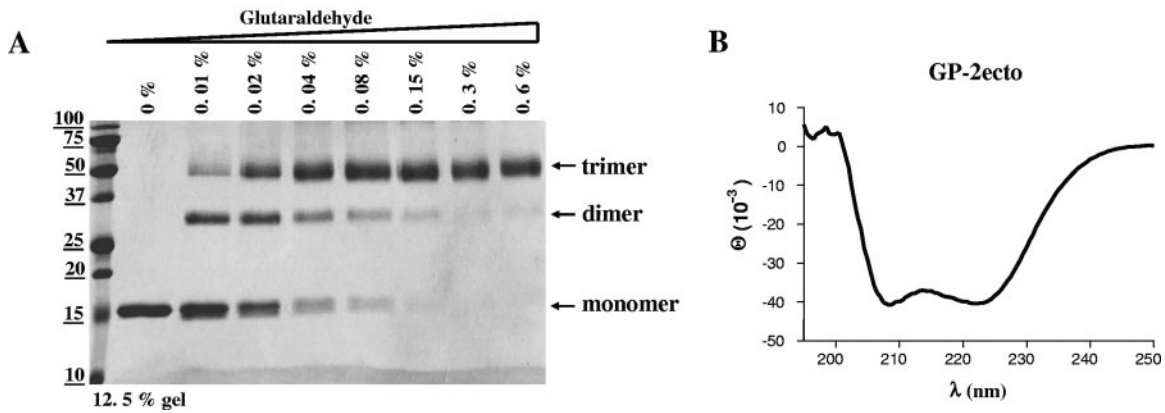 Glutaraldehyde
A
0 %
0. 01 %
0. 02 %
0. 04 %
0. 08 %
0. 15 %
0. 3 %
0. 6 %
100
75
50
37
25
20
15
10
trimer
dimer
monomer
12. 5 % gel
B
GP-2ecto
Θ (10⁻³)
10
0
-10
-20
-30
-40
-50
200 210 220 230 240 250
λ (nm)